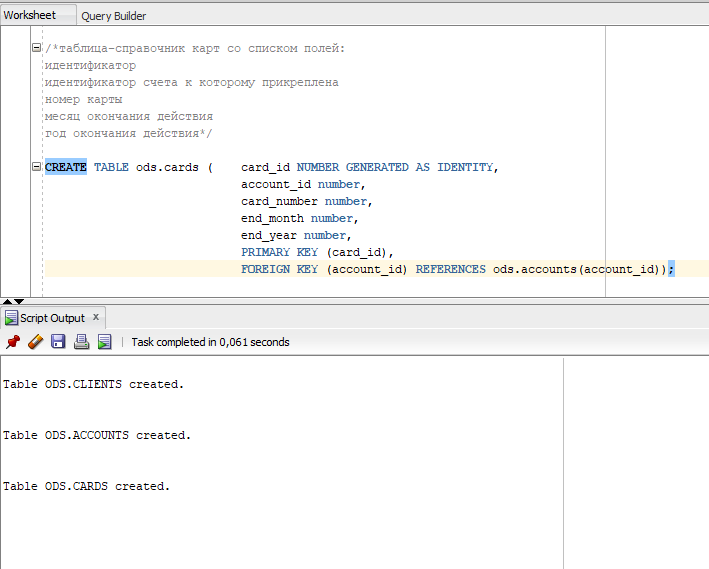 Worksheet Query Builder
/*таблица-справочник карт со списком полей:
идентификатор
идентификатор счета к которому прикреплена
номер карты
месяц окончания действия
год окончания действия*/
CREATE TABLE ods.cards (    card_id NUMBER GENERATED AS IDENTITY,
account_id number,
card_number number,
end_month number,
end_year number,
PRIMARY KEY (card_id),
FOREIGN KEY (account_id) REFERENCES ods.accounts(account_id));
Script Output x
Task completed in 0,061 seconds
Table ODS.CLIENTS created.
Table ODS.ACCOUNTS created.
Table ODS.CARDS created.